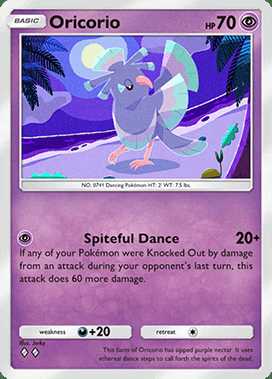 BASIC Oricorio HP 70
NO. 0741 Dancing Pokémon HT: 2' WT: 7.5 lbs.
Spiteful Dance 20+
If any of your Pokémon were Knocked Out by damage
from an attack during your opponent's last turn, this
attack does 60 more damage.
weakness +20 retreat
Illus. Jerky
This form of Oricorio has sipped purple nectar. It uses
ethereal dance steps to call forth the spirits of the dead.